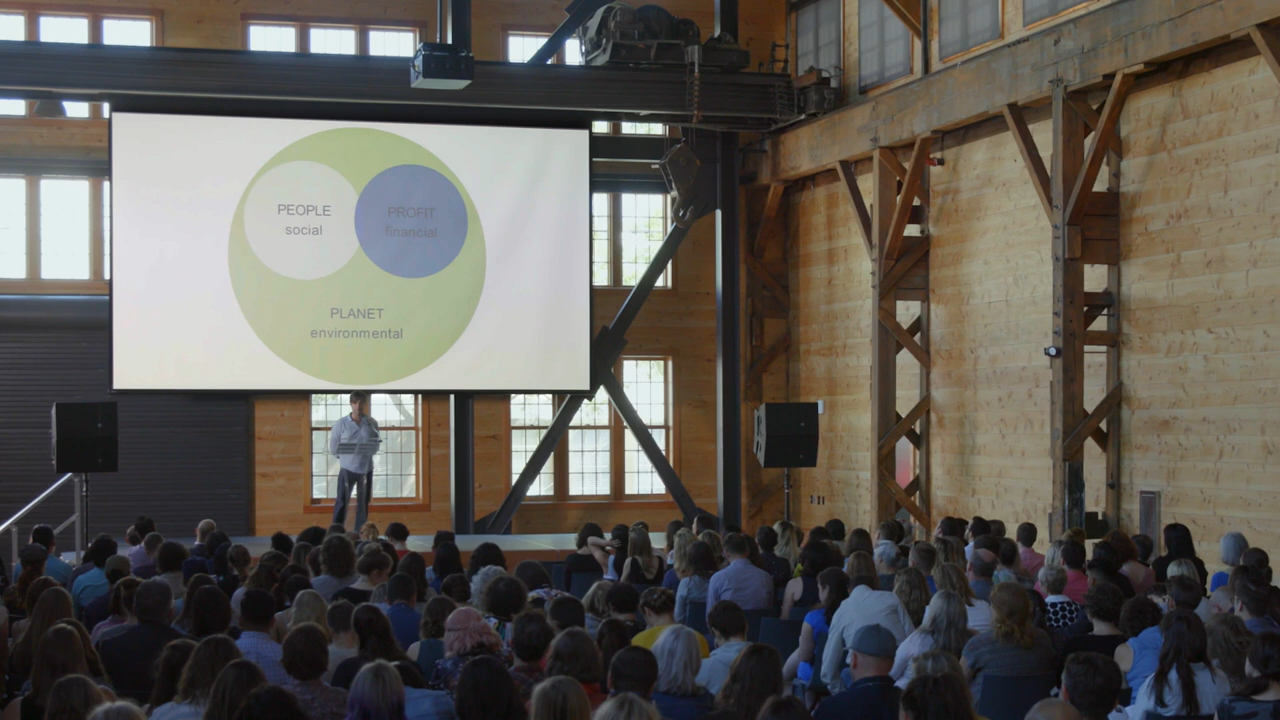 PEOPLE
social
PROFIT
financial
PLANET
environmental